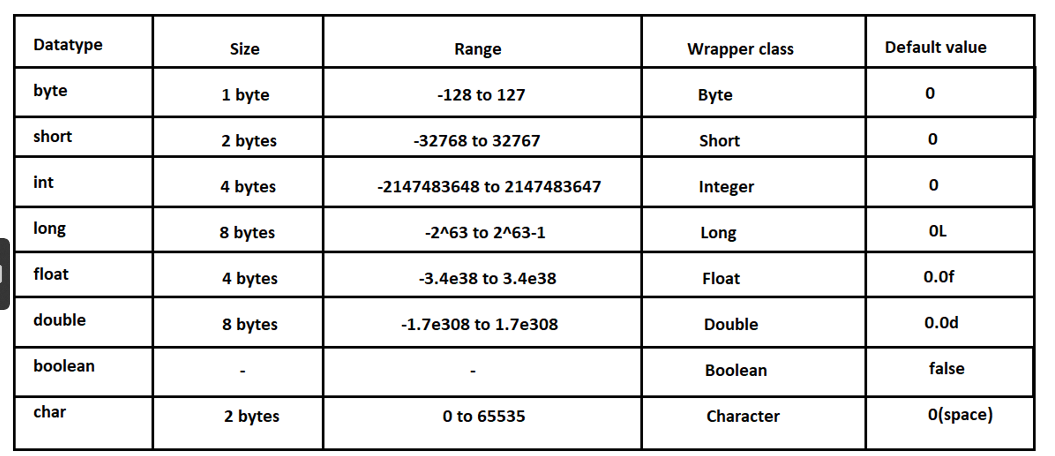 Datatype Size Range Wrapper class Default value
byte 1 byte -128 to 127 Byte 0
short 2 bytes -32768 to 32767 Short 0
int 4 bytes -2147483648 to 2147483647 Integer 0
long 8 bytes -2^63 to 2^63-1 Long 0L
float 4 bytes -3.4e38 to 3.4e38 Float 0.0f
double 8 bytes -1.7e308 to 1.7e308 Double 0.0d
boolean - - Boolean false
char 2 bytes 0 to 65535 Character 0(space)